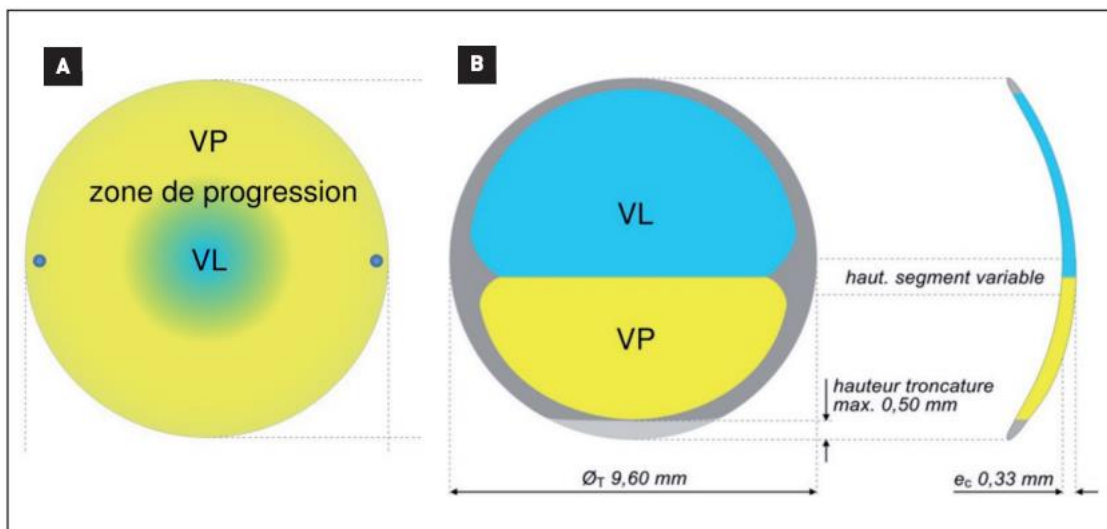 A
VP
zone de progression
VL
B
VL
haut. segment variable
VP
hauteur troncature
max. 0,50 mm
ØT 9,60 mm
ec 0,33 mm